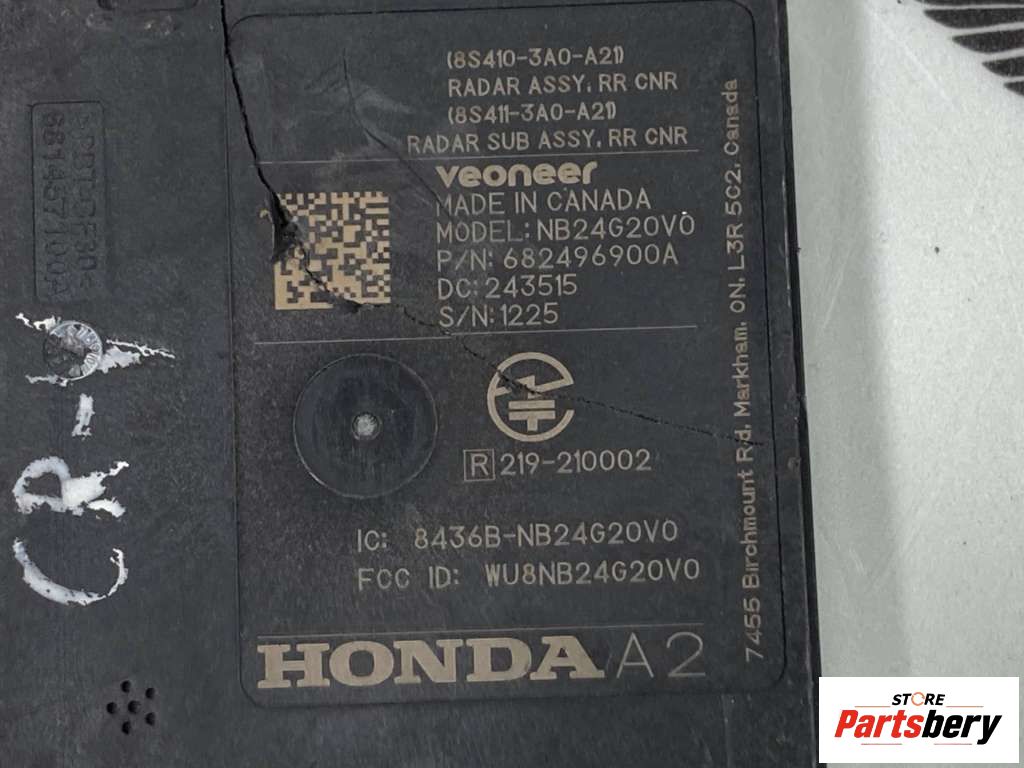 (8S410-3A0-A21)
RADAR ASSY, RR CNR
(8S411-3A0-A21)
RADAR SUB ASSY, RR CNR
veoneer
MADE IN CANADA
MODEL: NB24G20V0
P/N: 682496900A
DC: 243515
S/N: 1225
R 219-210002
IC: 8436B-NB24G20V0
FCC ID: WU8NB24G20V0
HONDA A2
7455 Birchmount Rd, Markham, ON, L3R 5C2, Canada
681457100A
CR-V
STORE
Partsbery